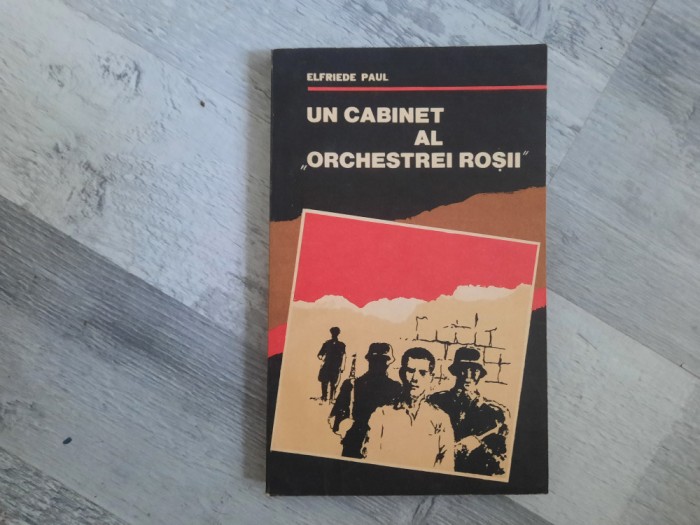 ELFRIEDE PAUL
UN CABINET
AL
„ORCHESTREI ROȘII"